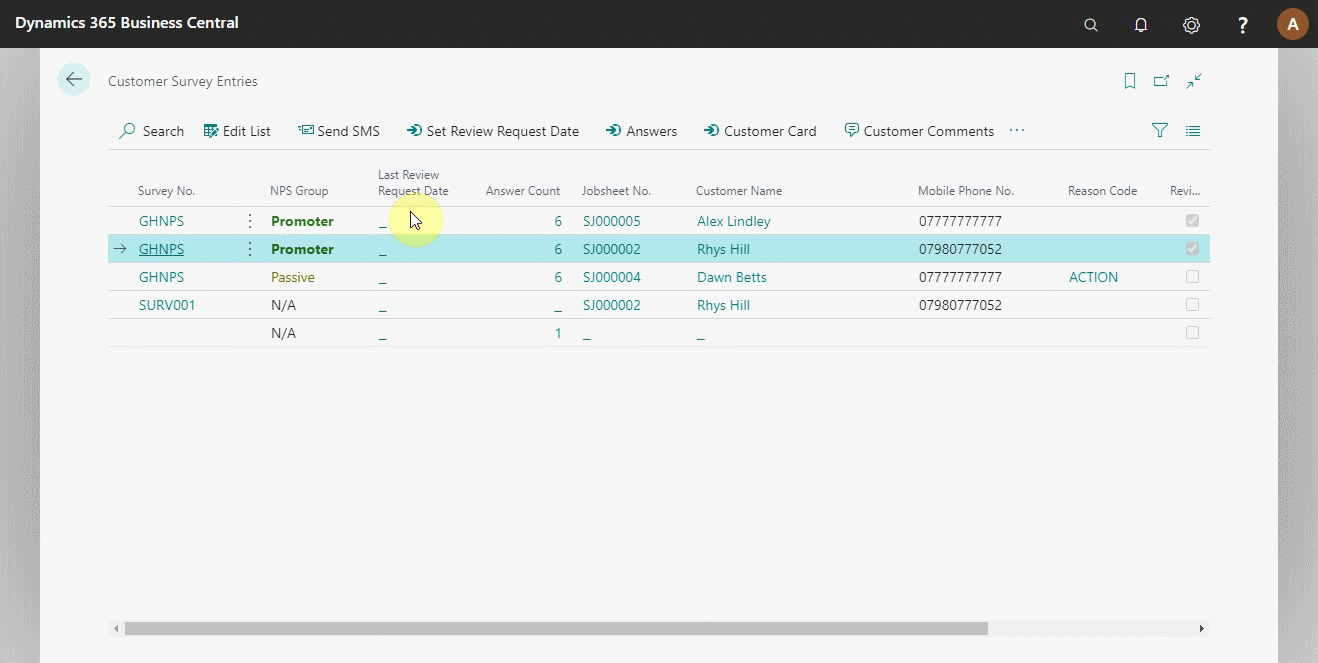 Dynamics 365 Business Central
?
A
Customer Survey Entries
Search Edit List Send SMS Set Review Request Date Answers Customer Card Customer Comments ...
Survey No. NPS Group Last Review Request Date Answer Count Jobsheet No. Customer Name Mobile Phone No. Reason Code Revi...
GHNPS Promoter _ 6 SJ000005 Alex Lindley 07777777777
GHNPS Promoter _ 6 SJ000002 Rhys Hill 07980777052
GHNPS Passive _ 6 SJ000004 Dawn Betts 07777777777 ACTION
SURV001 N/A _ _ SJ000002 Rhys Hill 07980777052
N/A _ 1 _ _